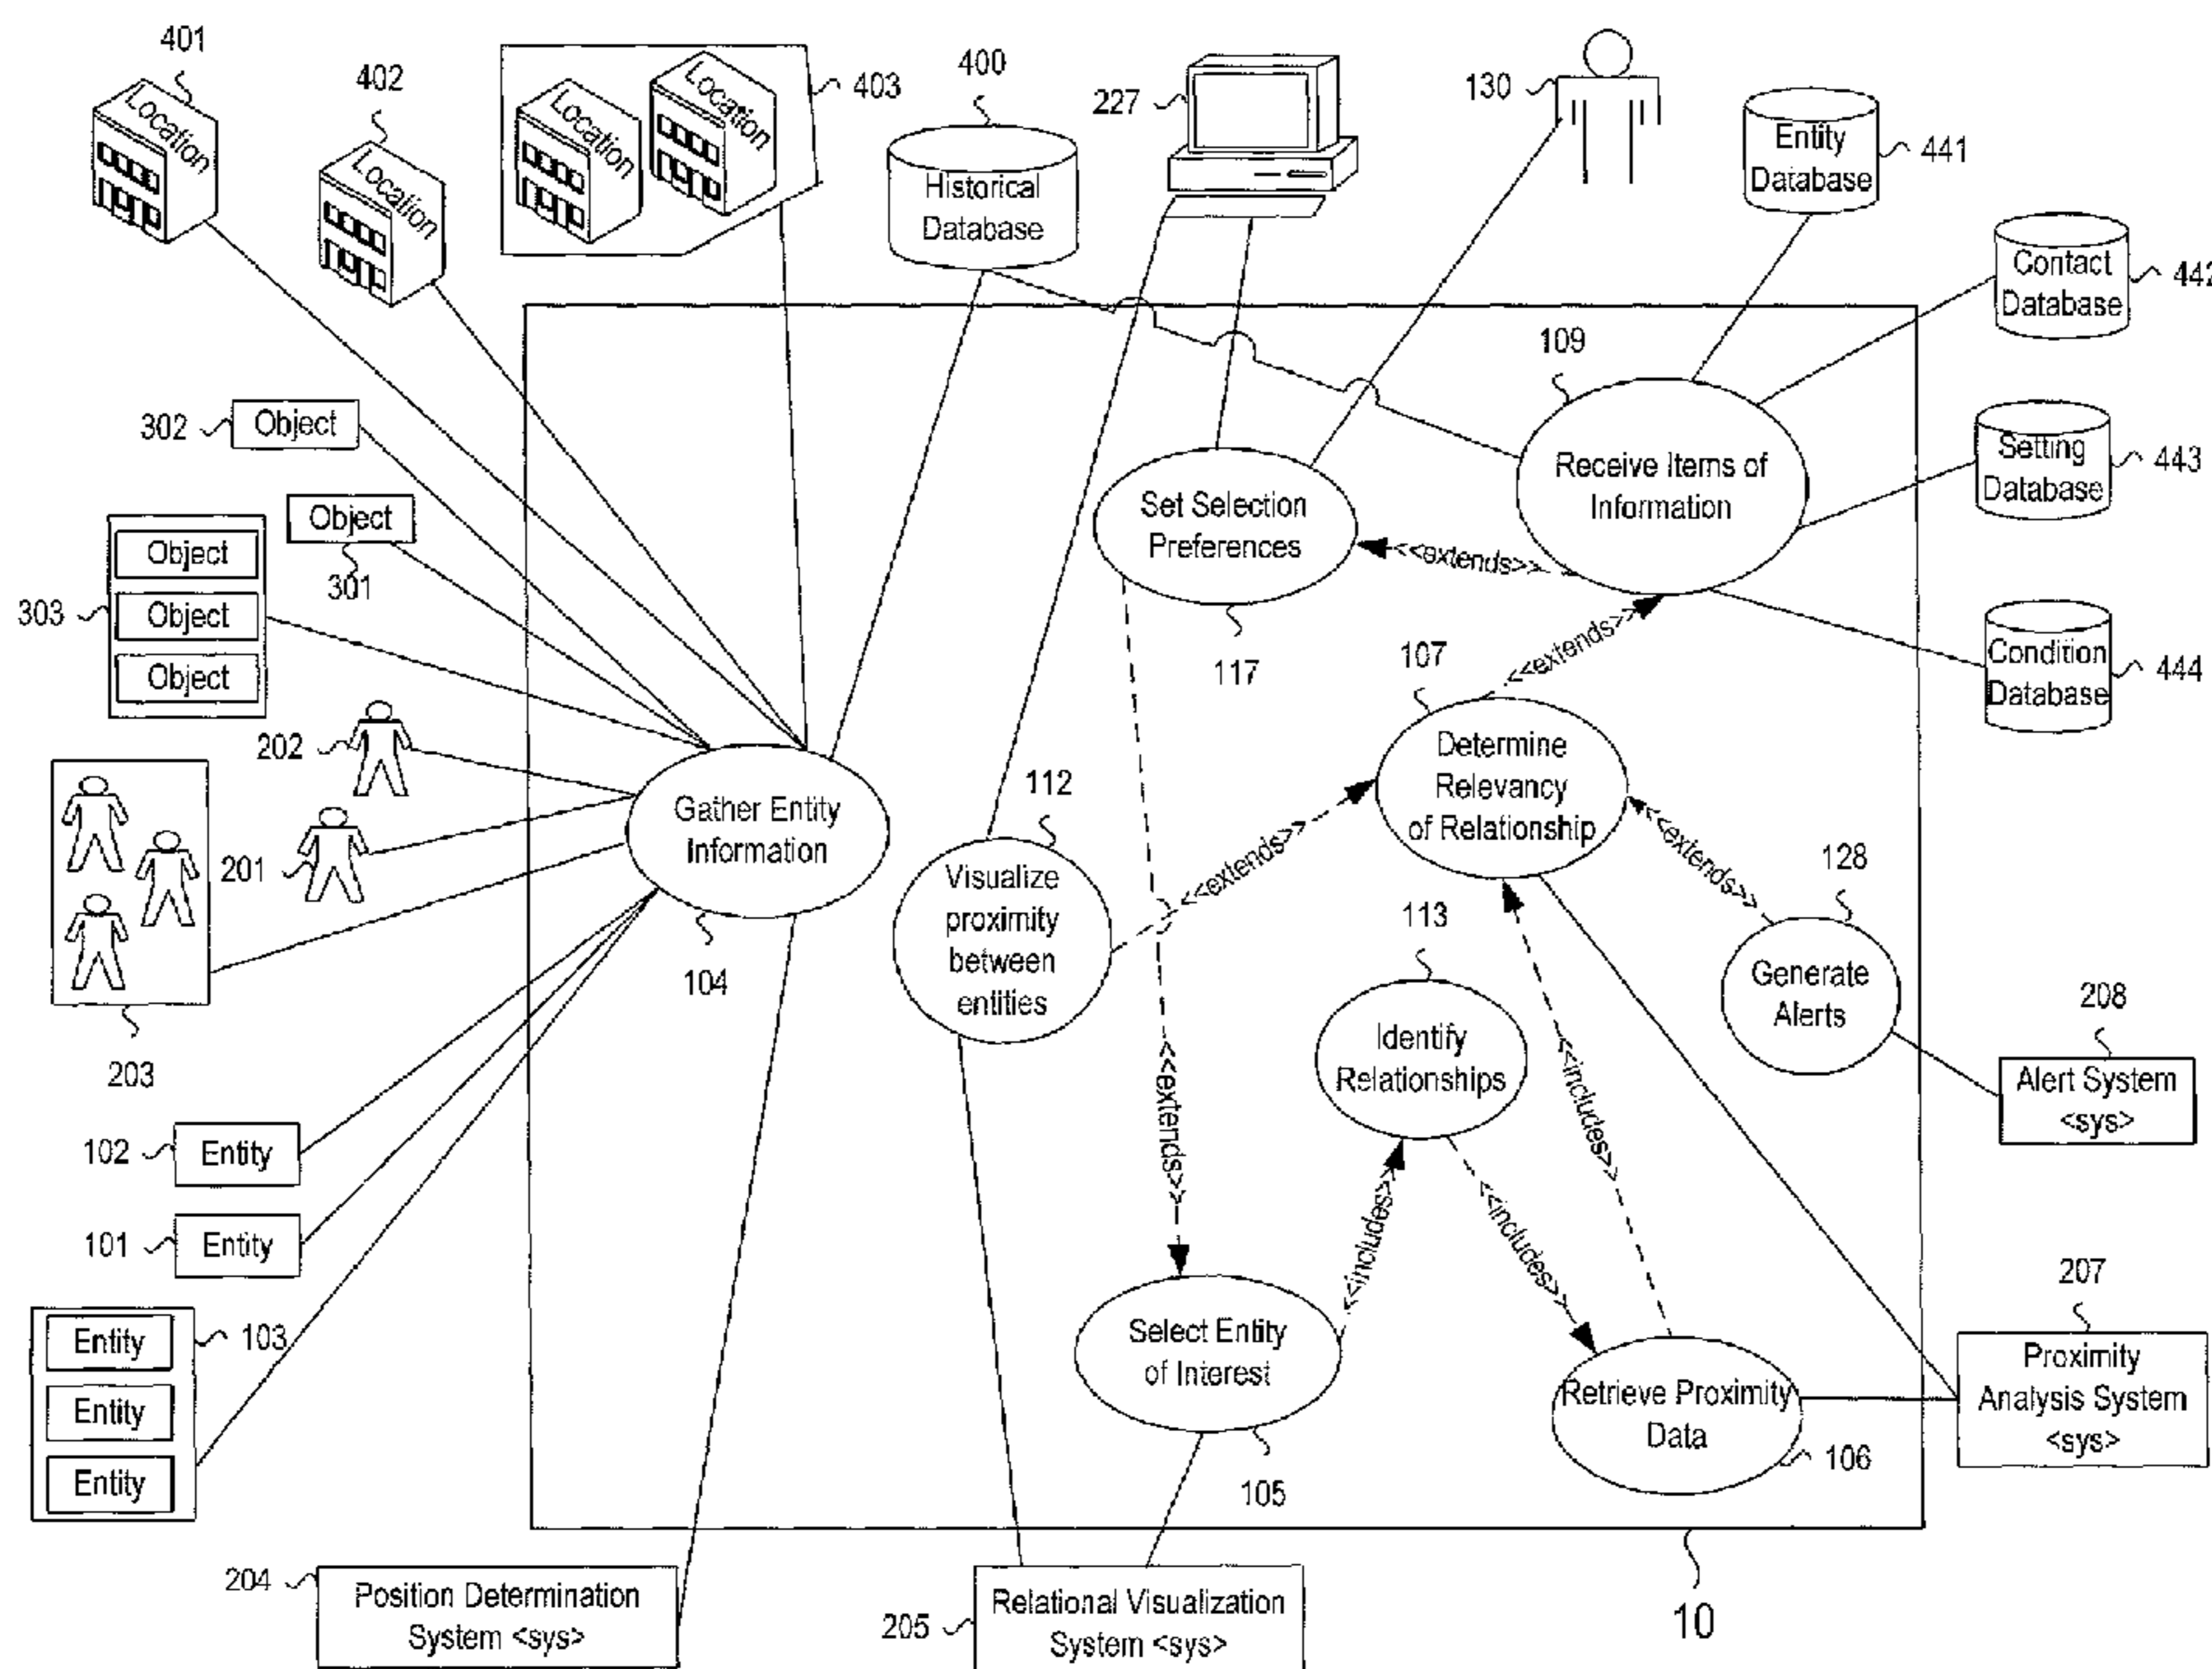 401
402
403
400
227
130
441
442
Location
Location
Location
Location
Historical
Database
Entity
Database
Contact
Database
109
302
Object
Object
301
303
Object
Object
Object
Set Selection
Preferences
117
Receive Items of
Information
<<extends>>
<<extends>>
Setting
Database
443
Condition
Database
444
107
Determine
Relevancy
of Relationship
202
201
203
Gather Entity
Information
104
112
Visualize
proximity
between
entities
<<extends>>
<<extends>>
<<extends>>
128
Generate
Alerts
113
Identify
Relationships
<<includes>>
<<includes>>
<<includes>>
208
Alert System
<sys>
102
Entity
101
Entity
103
Entity
Entity
Entity
Select Entity
of Interest
105
Retrieve Proximity
Data
106
207
Proximity
Analysis System
<sys>
204
Position Determination
System <sys>
205
Relational Visualization
System <sys>
10